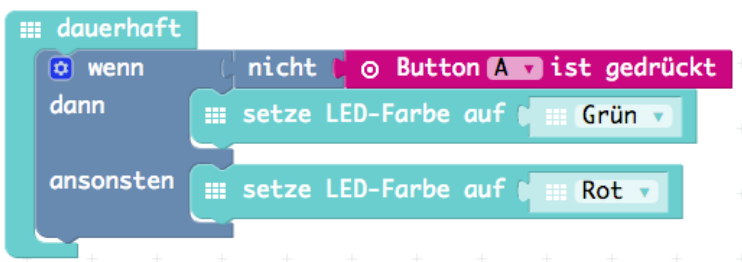 dauerhaft
wenn nicht Button A ist gedrückt
dann setze LED-Farbe auf Grün
ansonsten setze LED-Farbe auf Rot